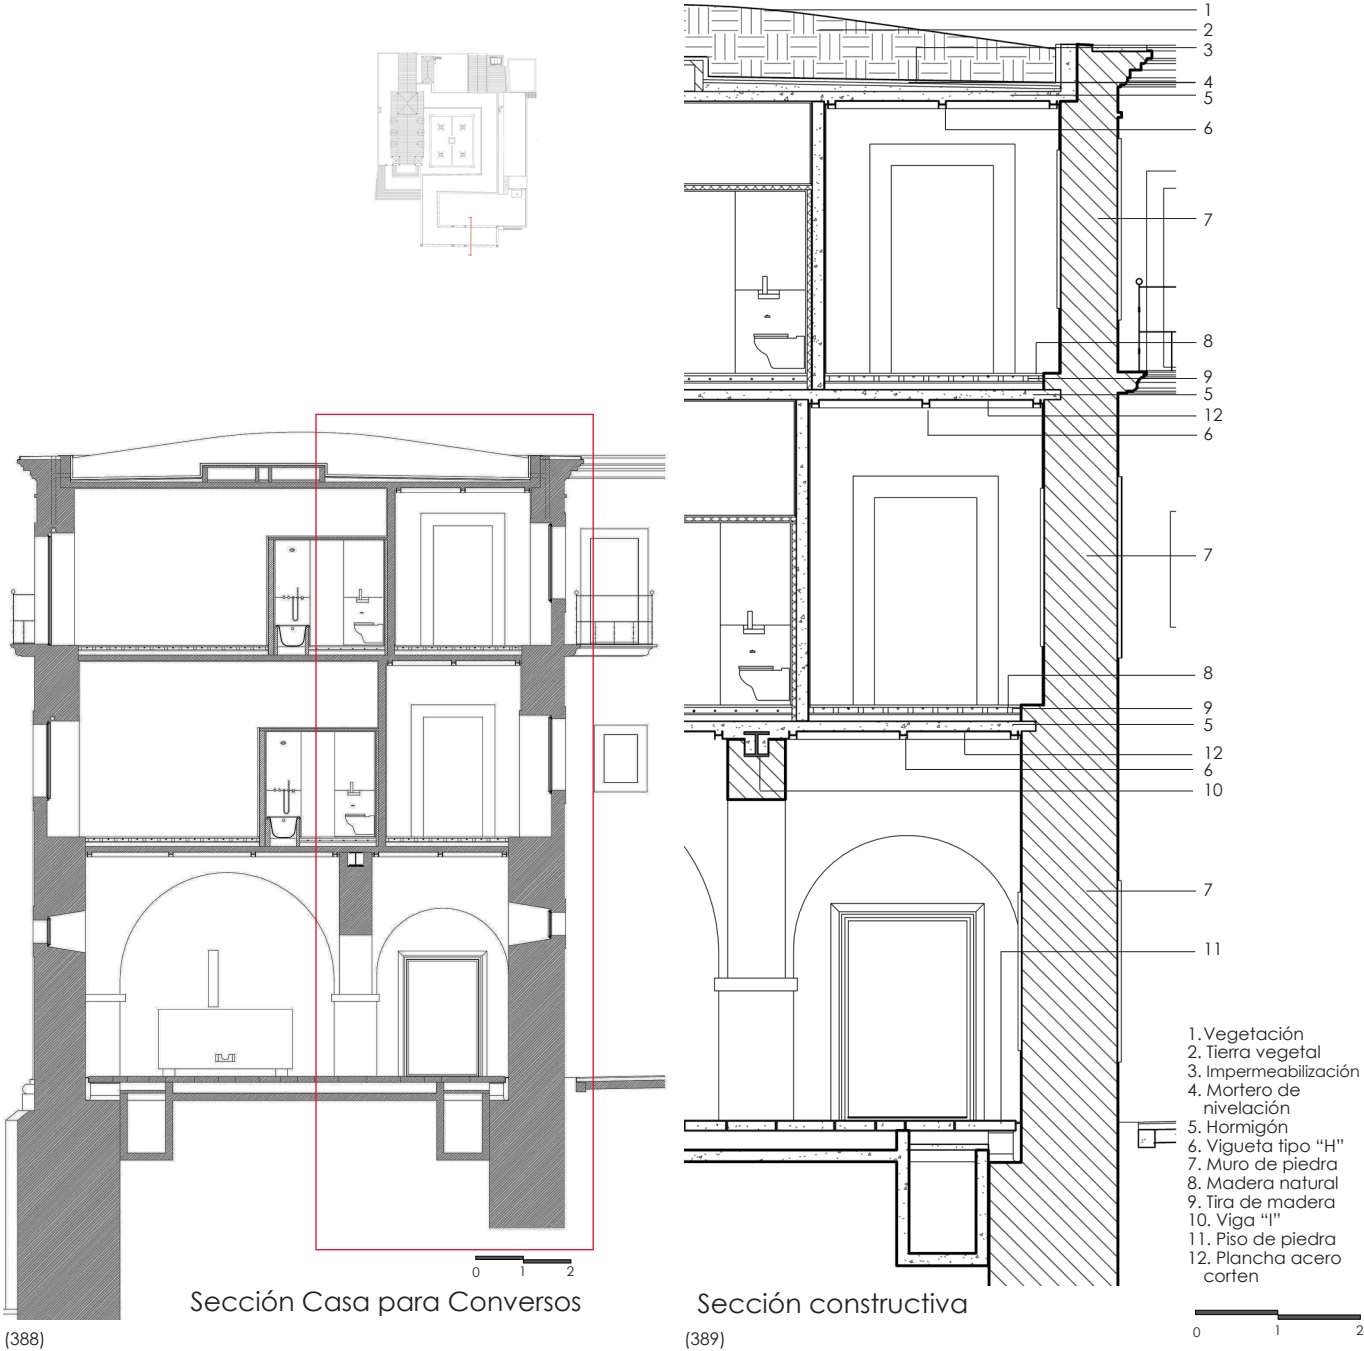 1
2
3
4
5
6
7
8
9
5
12
6
7
8
9
5
12
6
10
7
11
1. Vegetación
2. Tierra vegetal
3. Impermeabilización
4. Mortero de
nivelación
5. Hormigón
6. Vigueta tipo “H”
7. Muro de piedra
8. Madera natural
9. Tira de madera
10. Viga “I”
11. Piso de piedra
12. Plancha acero
corten
0 1 2
Sección Casa para Conversos
(388)
Sección constructiva
(389)
0 1 2